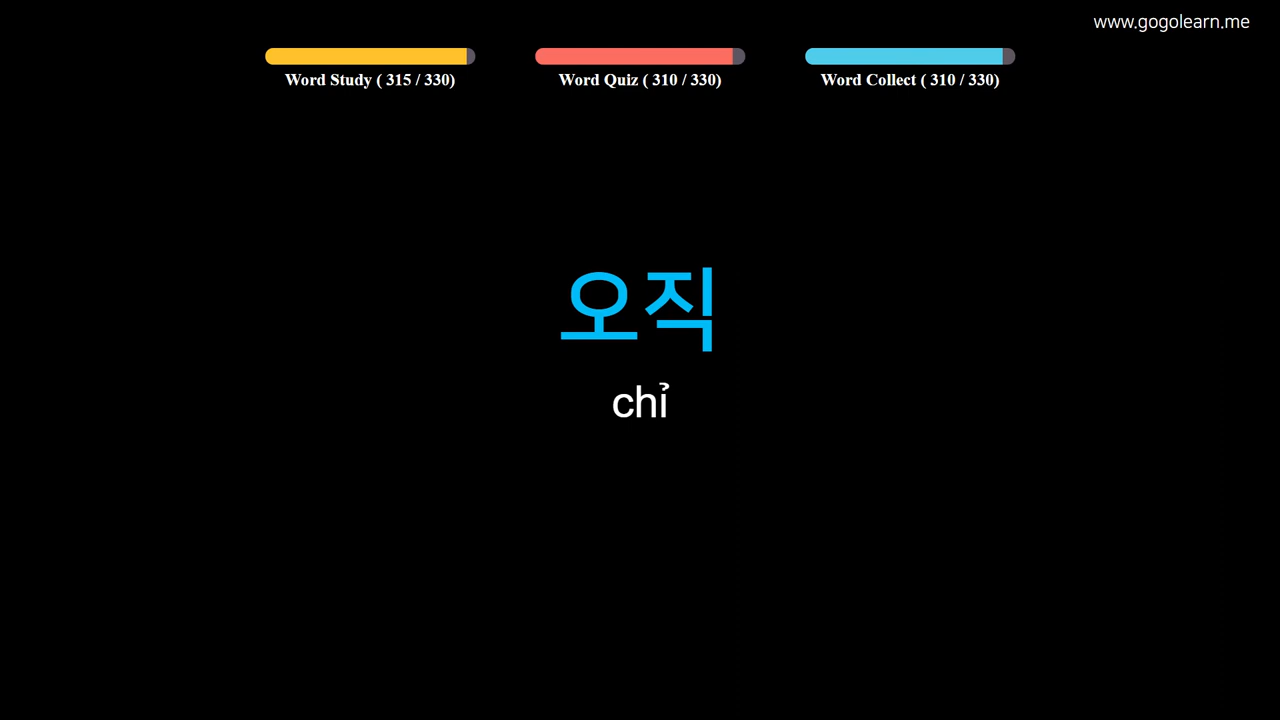 www.gogolearn.me
Word Study ( 315 / 330)
Word Quiz ( 310 / 330)
Word Collect ( 310 / 330)
오직
chỉ